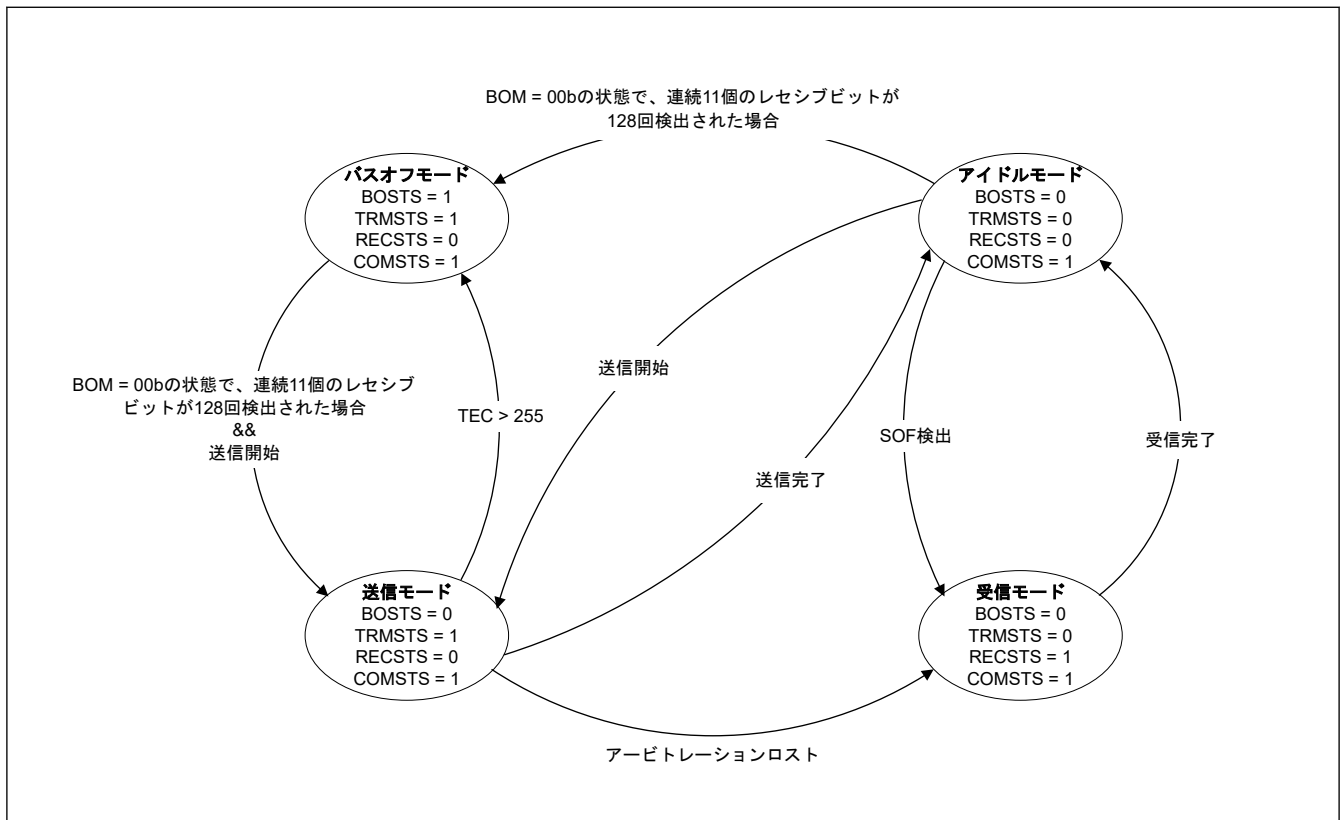 BOM = 00bの状態で、連続11個のレセシブビットが
128回検出された場合
バスオフモード
BOSTS = 1
TRMSTS = 1
RECSTS = 0
COMSTS = 1
アイドルモード
BOSTS = 0
TRMSTS = 0
RECSTS = 0
COMSTS = 1
BOM = 00bの状態で、連続11個のレセシブ
ビットが128回検出された場合
&&
送信開始
TEC > 255
送信開始
送信完了
SOF検出
受信完了
送信モード
BOSTS = 0
TRMSTS = 1
RECSTS = 0
COMSTS = 1
受信モード
BOSTS = 0
TRMSTS = 0
RECSTS = 1
COMSTS = 1
アービトレーションロスト